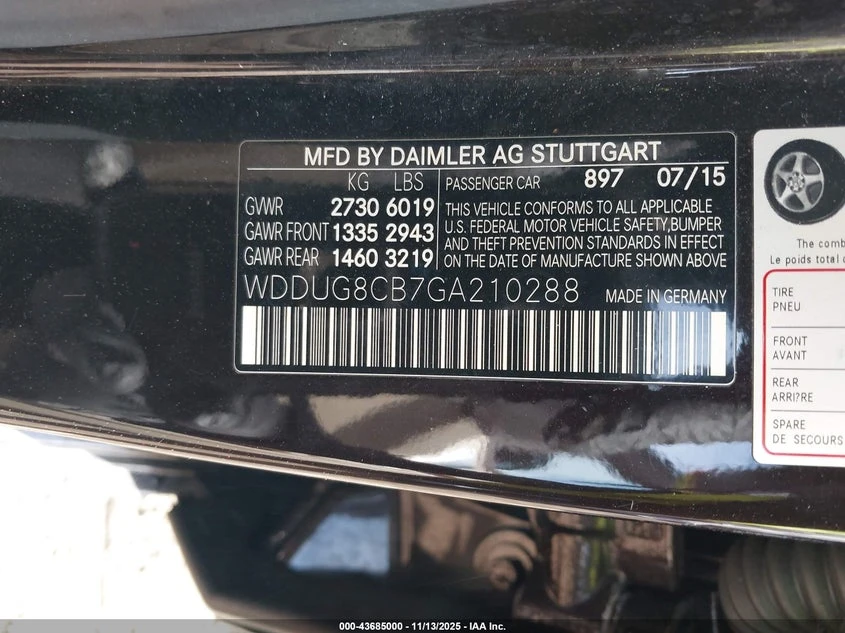 MFD BY DAIMLER AG STUTTGART
KG LBS
GVWR 2730 6019
GAWR FRONT 1335 2943
GAWR REAR 1460 3219
PASSENGER CAR 897 07/15
THIS VEHICLE CONFORMS TO ALL APPLICABLE
U.S. FEDERAL MOTOR VEHICLE SAFETY,BUMPER
AND THEFT PREVENTION STANDARDS IN EFFECT
ON THE DATE OF MANUFACTURE SHOWN ABOVE
WDDUG8CB7GA210288 MADE IN GERMANY
The comb
Le poids total
TIRE
PNEU
FRONT
AVANT
REAR
ARRI?RE
SPARE
DE SECOURS
000-43685000 - 11/13/2025 - IAA Inc.